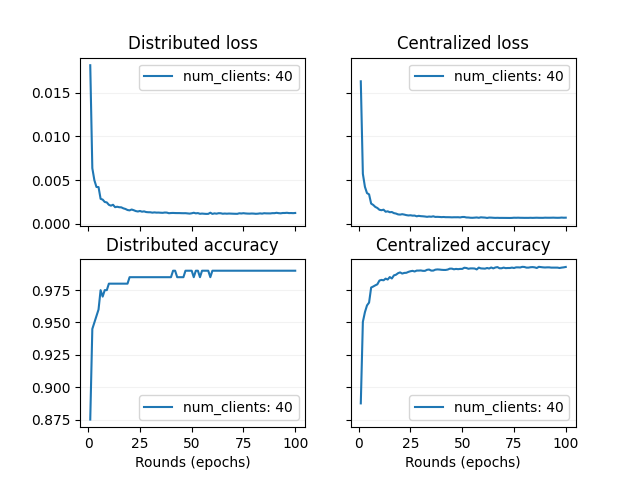 Distributed loss
Centralized loss
num_clients: 40
num_clients: 40
0.015
0.010
0.005
0.000
Distributed accuracy
Centralized accuracy
0.975
0.950
0.925
0.900
0.875
num_clients: 40
num_clients: 40
0 25 50 75 100
0 25 50 75 100
Rounds (epochs)
Rounds (epochs)